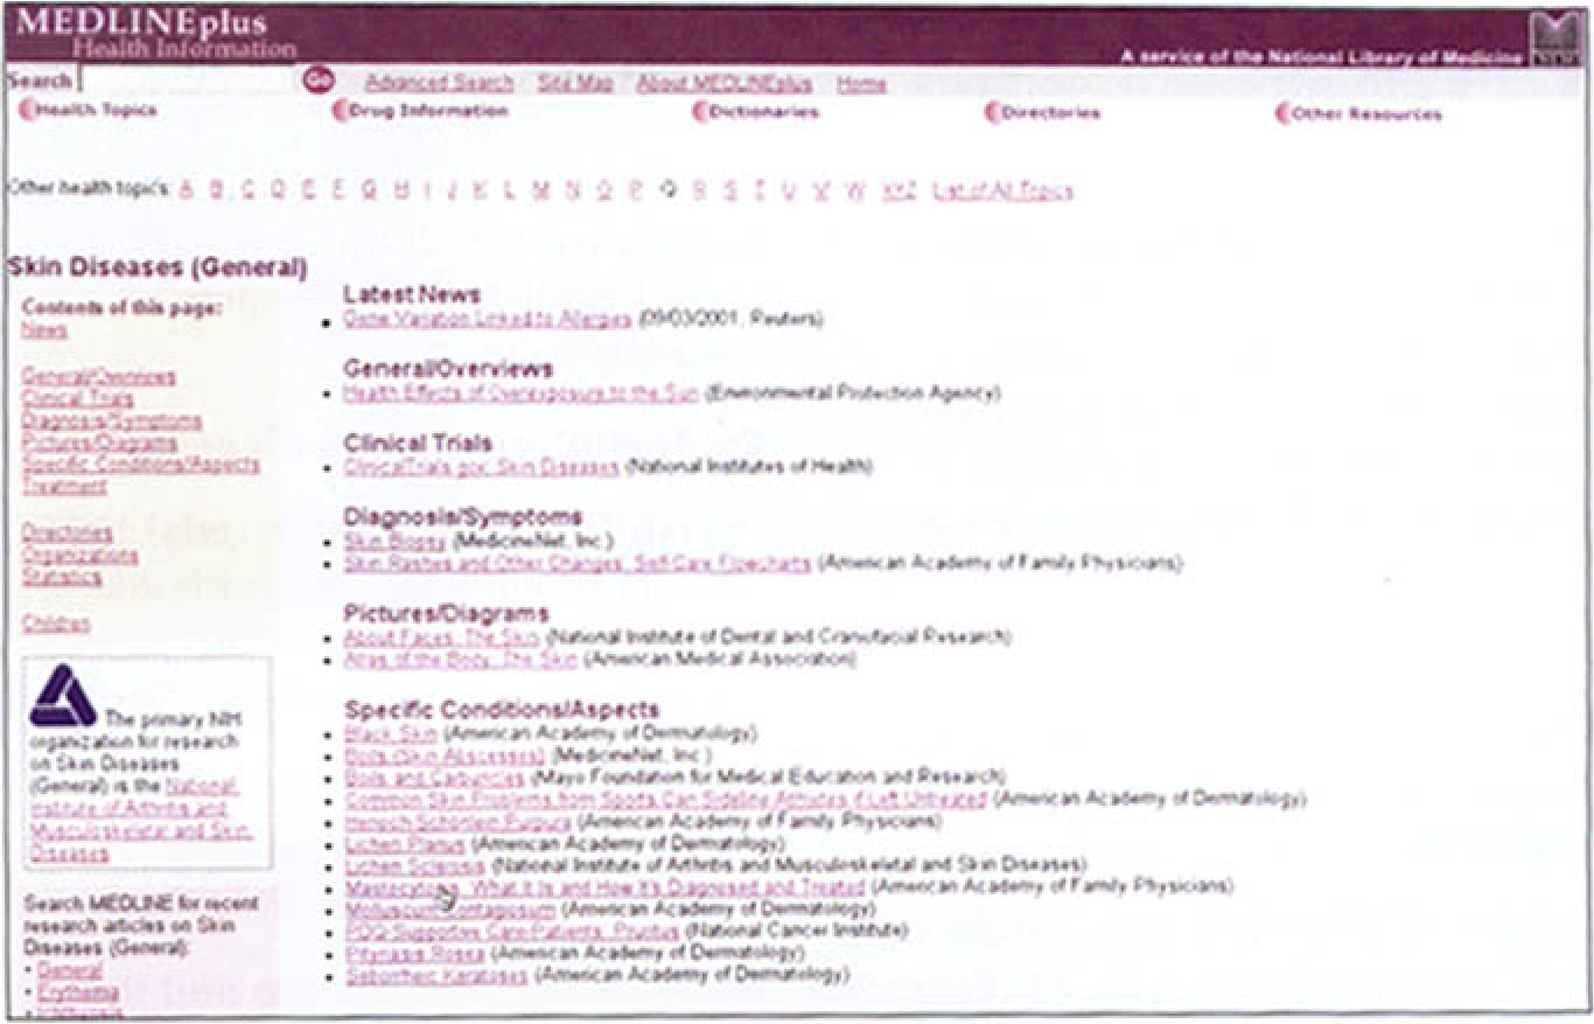 MEDLINEplus
Health Information
A service of the National Library of Medicine
Search Go Advanced Search Site Map About MEDLINEplus Home
Health Topics Drug Information Dictionaries Directories Other Resources
Other health topics: A B C D E F G H I J K L M N O P Q R S T U V W XYZ List of All Topics
Skin Diseases (General)
Contents of this page:
News
General/Overviews
Clinical Trials
Diagnosis/Symptoms
Pictures/Diagrams
Specific Conditions/Aspects
Treatment
Directories
Organizations
Statistics
Children
The primary NIH
organization for research
on Skin Diseases
(General) is the National
Institute of Arthritis and
Musculoskeletal and Skin
Diseases
Search MEDLINE for recent
research articles on Skin
Diseases (General):
• General
• Erythema
• Ichthyosis
Latest News
• Gene Variation Linked to Allergies (09/03/2001, Reuters)
General/Overviews
• Health Effects of Overexposure to the Sun (Environmental Protection Agency)
Clinical Trials
• ClinicalTrials.gov: Skin Diseases (National Institutes of Health)
Diagnosis/Symptoms
• Skin Biopsy (MedicineNet, Inc.)
• Skin Rashes and Other Changes: Self-Care Flowcharts (American Academy of Family Physicians)
Pictures/Diagrams
• About Faces: The Skin (National Institute of Dental and Craniofacial Research)
• Atlas of the Body: The Skin (American Medical Association)
Specific Conditions/Aspects
• Black Skin (American Academy of Dermatology)
• Boils (Skin Abscesses) (MedicineNet, Inc.)
• Boils and Carbuncles (Mayo Foundation for Medical Education and Research)
• Common Skin Problems from Sports Can Sideline Athletes if Left Untreated (American Academy of Dermatology)
• Henoch-Schönlein Purpura (American Academy of Family Physicians)
• Lichen Planus (American Academy of Dermatology)
• Lichen Sclerosis (National Institute of Arthritis and Musculoskeletal and Skin Diseases)
• Mastocytosis: What It Is and How It's Diagnosed and Treated (American Academy of Family Physicians)
• Molluscum Contagiosum (American Academy of Dermatology)
• PDQ Supportive Care/Patients: Pruritus (National Cancer Institute)
• Pityriasis Rosea (American Academy of Dermatology)
• Seborrheic Keratoses (American Academy of Dermatology)